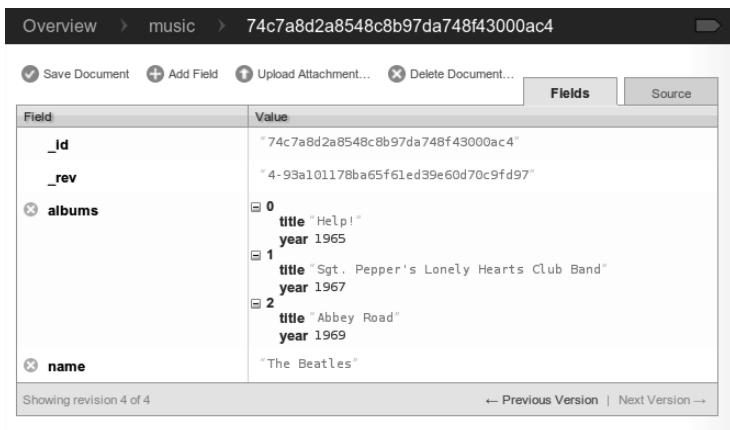 Overview music 74c7a8d2a8548c8b97da748f43000ac4
Save Document Add Field Upload Attachment... Delete Document...
Fields Source
Field Value
_id "74c7a8d2a8548c8b97da748f43000ac4"
_rev "4-93a101178ba65f61ed39e60d70c9fd97"
albums 0
title "Help!"
year 1965
1
title "Sgt. Pepper's Lonely Hearts Club Band"
year 1967
2
title "Abbey Road"
year 1969
name "The Beatles"
Showing revision 4 of 4 ← Previous Version | Next Version →